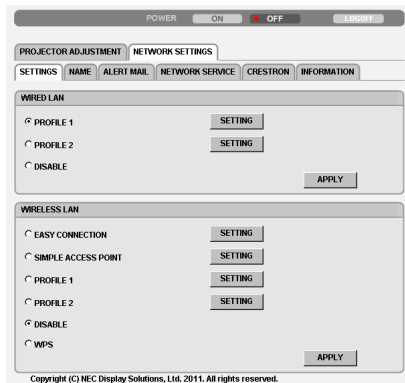 POWER ON OFF LOGOFF
PROJECTOR ADJUSTMENT NETWORK SETTINGS
SETTINGS NAME ALERT MAIL NETWORK SERVICE CRESTRON INFORMATION
WIRED LAN
PROFILE 1 SETTING
PROFILE 2 SETTING
DISABLE
APPLY
WIRELESS LAN
EASY CONNECTION SETTING
SIMPLE ACCESS POINT SETTING
PROFILE 1 SETTING
PROFILE 2 SETTING
DISABLE
WPS
APPLY
Copyright (C) NEC Display Solutions, Ltd. 2011. All rights reserved.